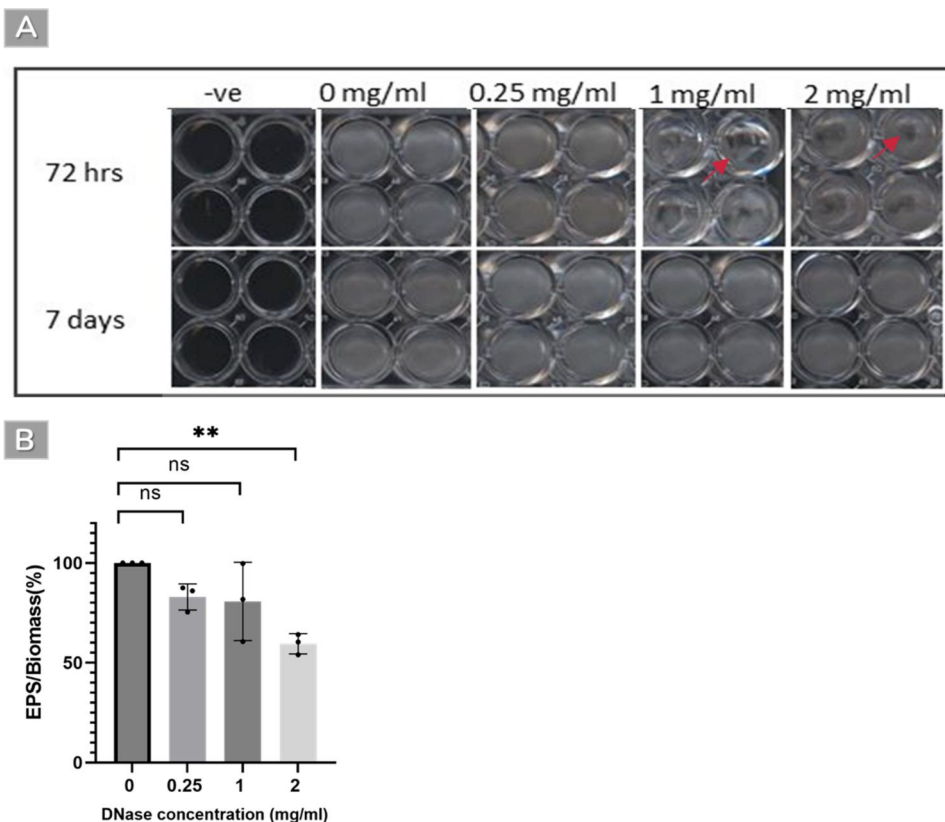 A
-ve 0 mg/ml 0.25 mg/ml 1 mg/ml 2 mg/ml
72 hrs
7 days
B
**
ns
ns
EPS/Biomass(%)
100
50
0
0 0.25 1 2
DNase concentration (mg/ml)